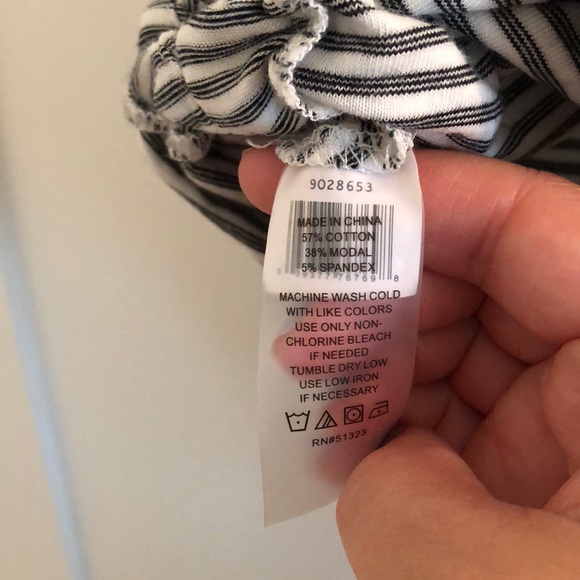 9028653
MADE IN CHINA
57% COTTON
38% MODAL
5% SPANDEX
MACHINE WASH COLD
WITH LIKE COLORS
USE ONLY NON-
CHLORINE BLEACH
IF NEEDED
TUMBLE DRY LOW
USE LOW IRON
IF NECESSARY
RN#51323